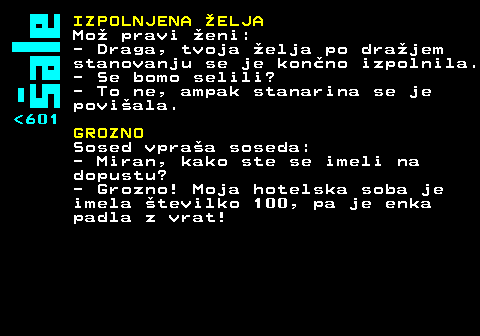 Šale
<601
IZPOLNJENA ŽELJA
Mož pravi ženi:
- Draga, tvoja želja po dražjem
stanovanju se je končno izpolnila.
- Se bomo selili?
- To ne, ampak stanarina se je
povišala.
GROZNO
Sosed vpraša soseda:
- Miran, kako ste se imeli na
dopustu?
- Grozno! Moja hotelska soba je
imela številko 100, pa je enka
padla z vrat!